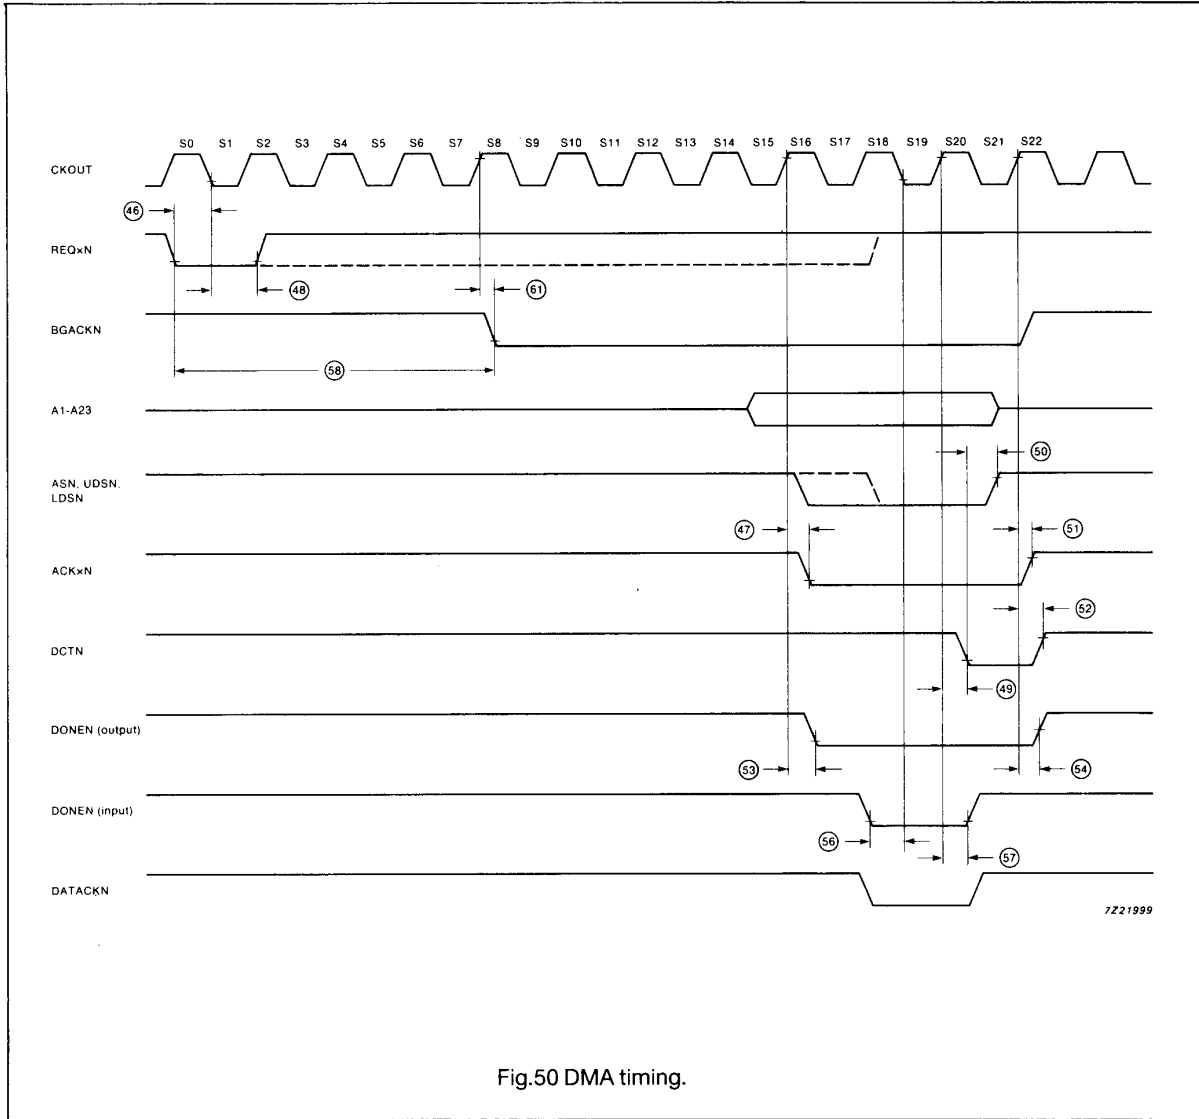 S0 S1 S2 S3 S4 S5 S6 S7 S8 S9 S10 S11 S12 S13 S14 S15 S16 S17 S18 S19 S20 S21 S22
CKOUT
46
REQxN
48
61
BGACKN
58
A1-A23
50
ASN, UDSN,
LDSN
47
51
ACKxN
52
DCTN
49
DONEN (output)
53
54
DONEN (input)
56
57
DATACKN
7Z21999
Fig.50 DMA timing.